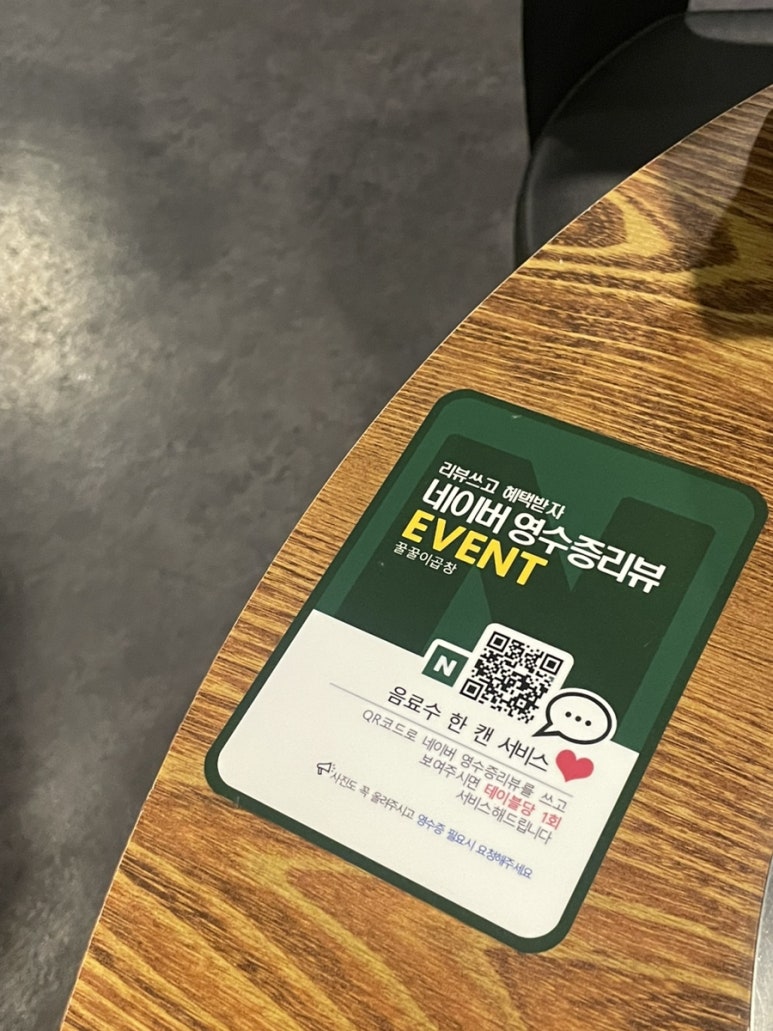 리뷰쓰고 혜택받자
네이버 영수증리뷰
EVENT
꿀꿀이곱창
N
음료수 한 캔 서비스
QR코드로 네이버 영수증리뷰를 쓰고
보여주시면 테이블당 1회
서비스해드립니다
사진도 꼭 올려주시고 영수증 필요시 요청해주세요